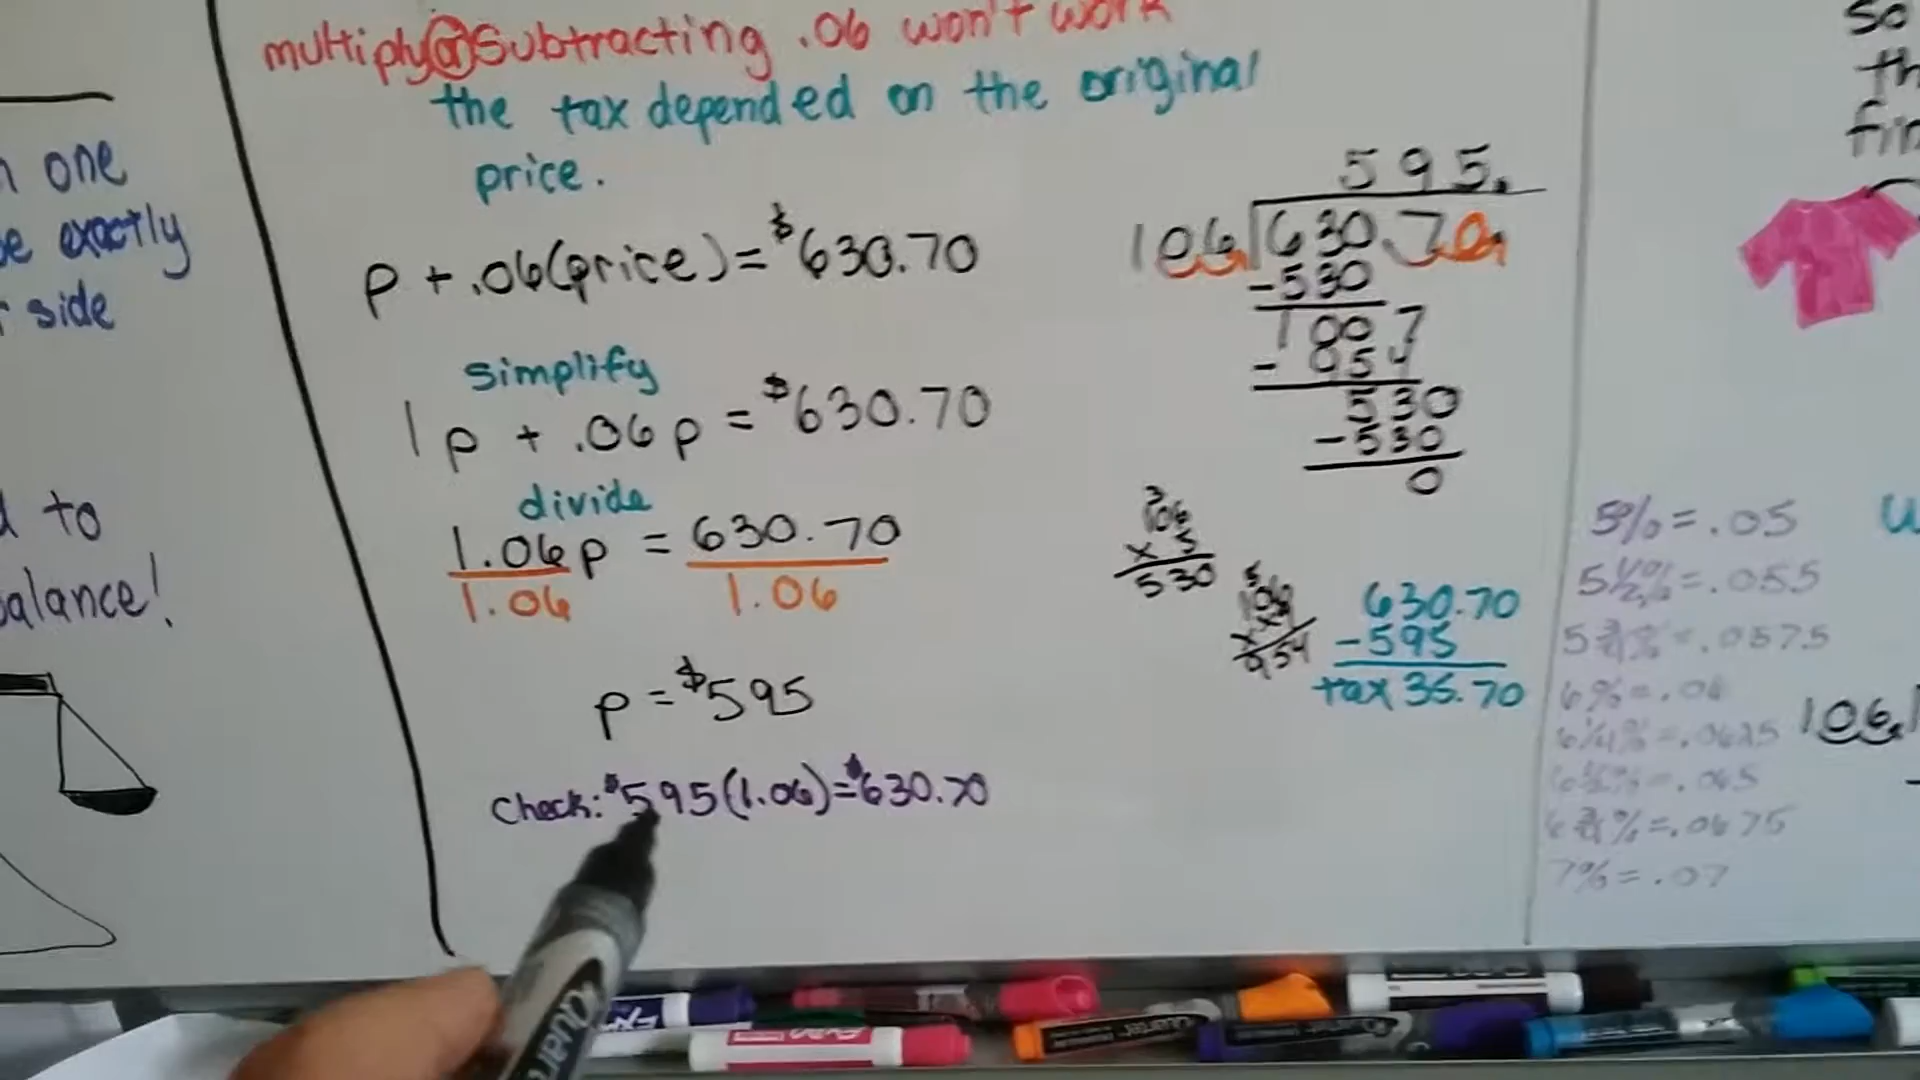 multiply or subtracting .06 won't work
the tax depended on the original
price.
p + .06(price) = $630.70
simplify
1p + .06p = $630.70
divide
1.06p = 630.70
1.06 1.06
p = $595
Check: $595(1.06) = $630.70
595.
106 630.70.
-530
1007
- 954
530
-530
0
3
106
x 5
530
5
106
x 9
954
630.70
-595
tax 35.70
5% = .05
5 1/2% = .055
5 3/4% = .0575
6% = .06
6 1/4% = .0625
6 1/2% = .065
6 3/4% = .0675
7% = .07
one
exactly
side
to
balance!
so
106.